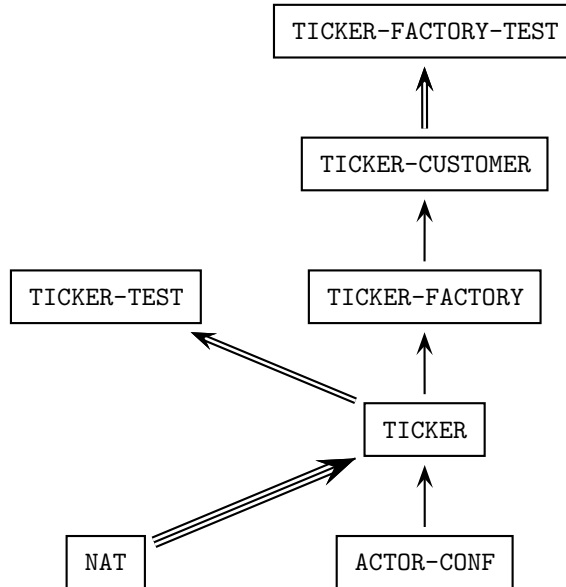 TICKER-FACTORY-TEST
TICKER-CUSTOMER
TICKER-TEST
TICKER-FACTORY
TICKER
NAT
ACTOR-CONF